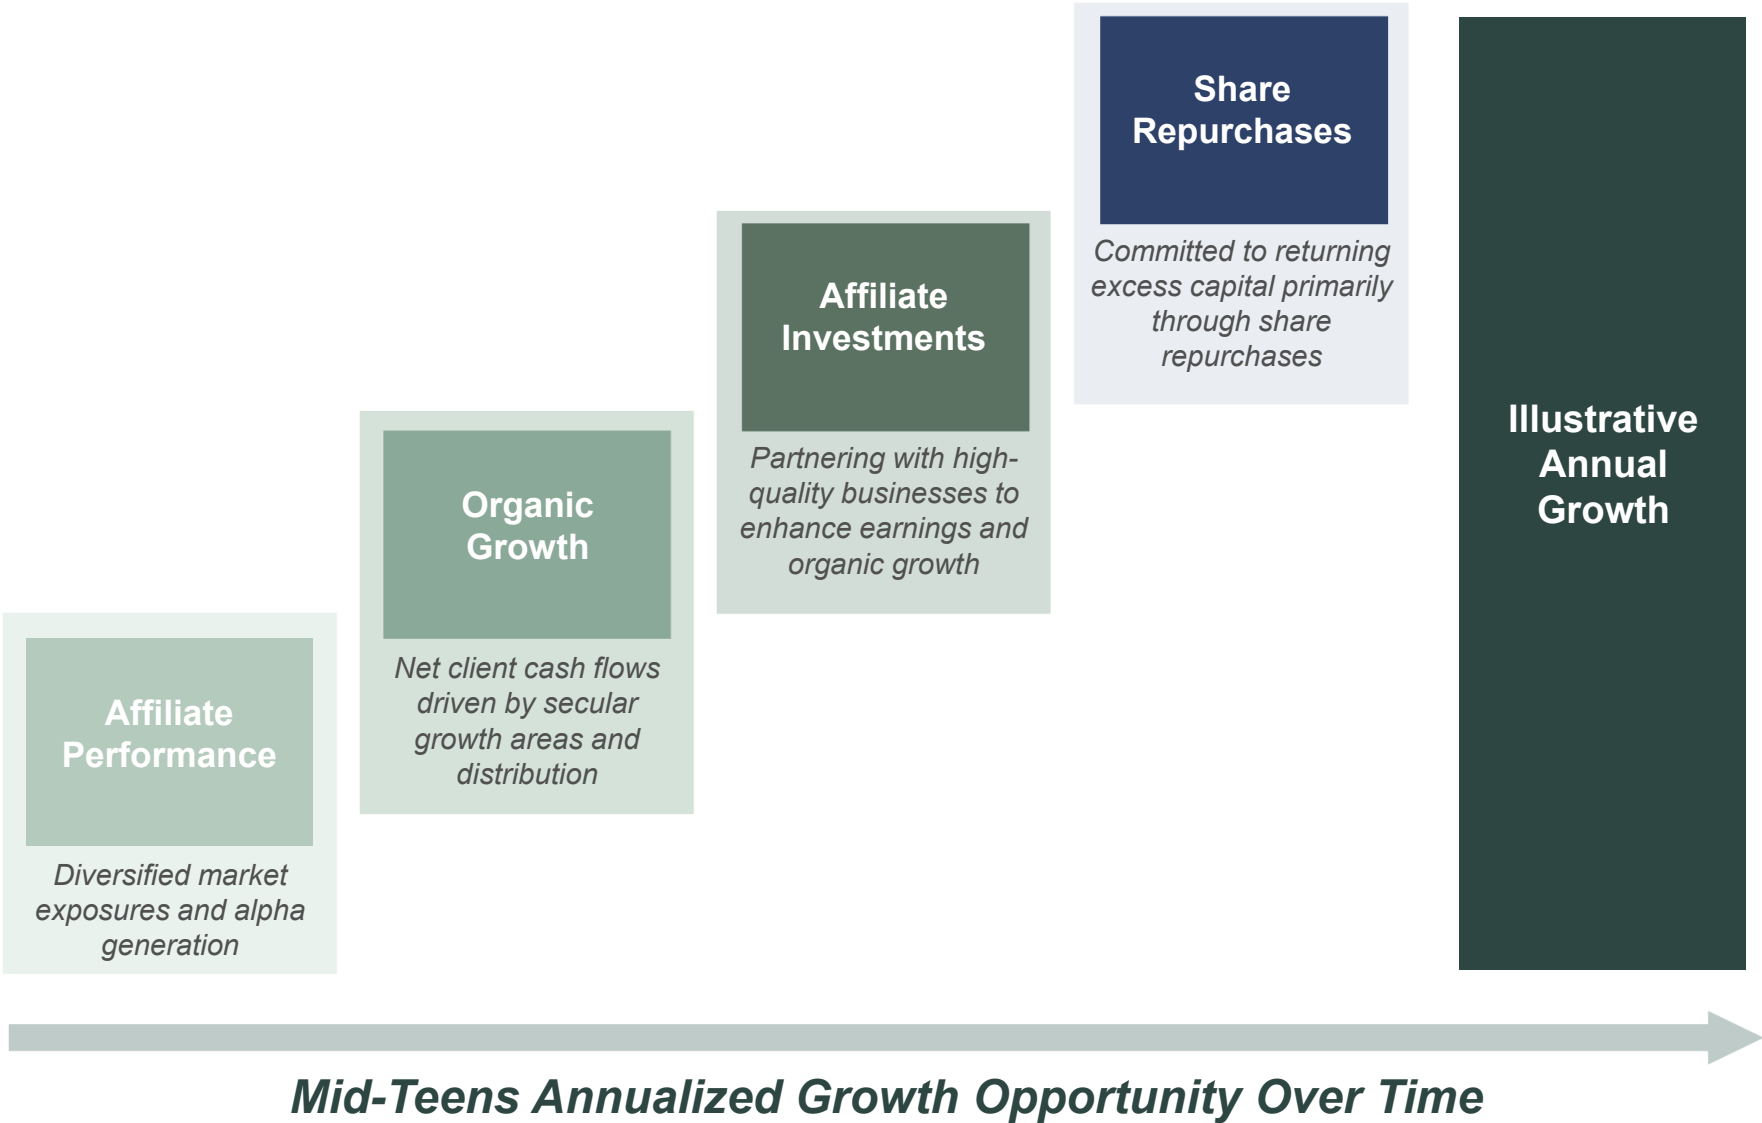 Affiliate
Performance
Diversified market
exposures and alpha
generation
Organic
Growth
Net client cash flows
driven by secular
growth areas and
distribution
Affiliate
Investments
Partnering with high-
quality businesses to
enhance earnings and
organic growth
Share
Repurchases
Committed to returning
excess capital primarily
through share
repurchases
Illustrative
Annual
Growth
Mid-Teens Annualized Growth Opportunity Over Time